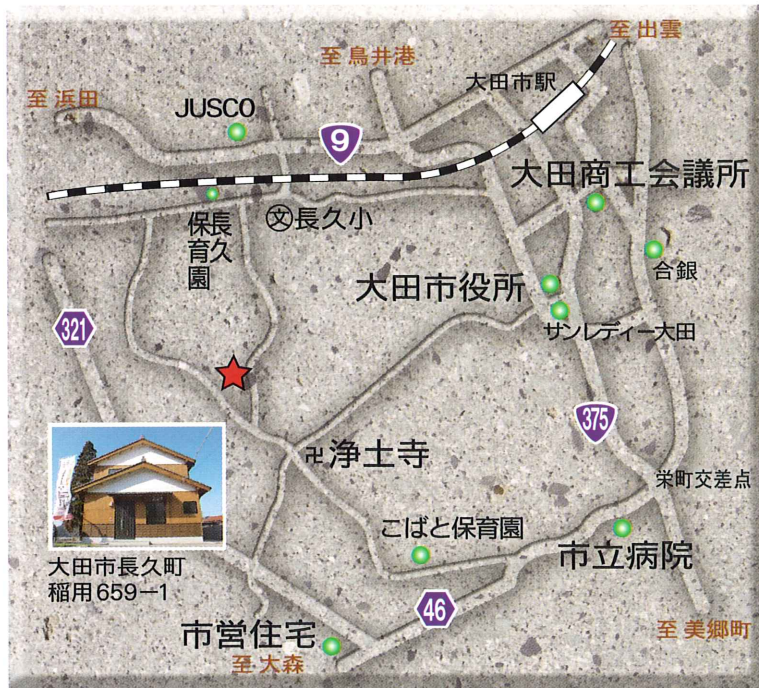 至 出雲
至 鳥井港
大田市駅
至 浜田
JUSCO
9
大田商工会議所
長久
保育園
文 長久小
合銀
大田市役所
321
サンレディー大田
375
卍浄土寺
栄町交差点
こばと保育園
市立病院
大田市長久町
稲用659−1
46
市営住宅
至 美郷町
至 大森